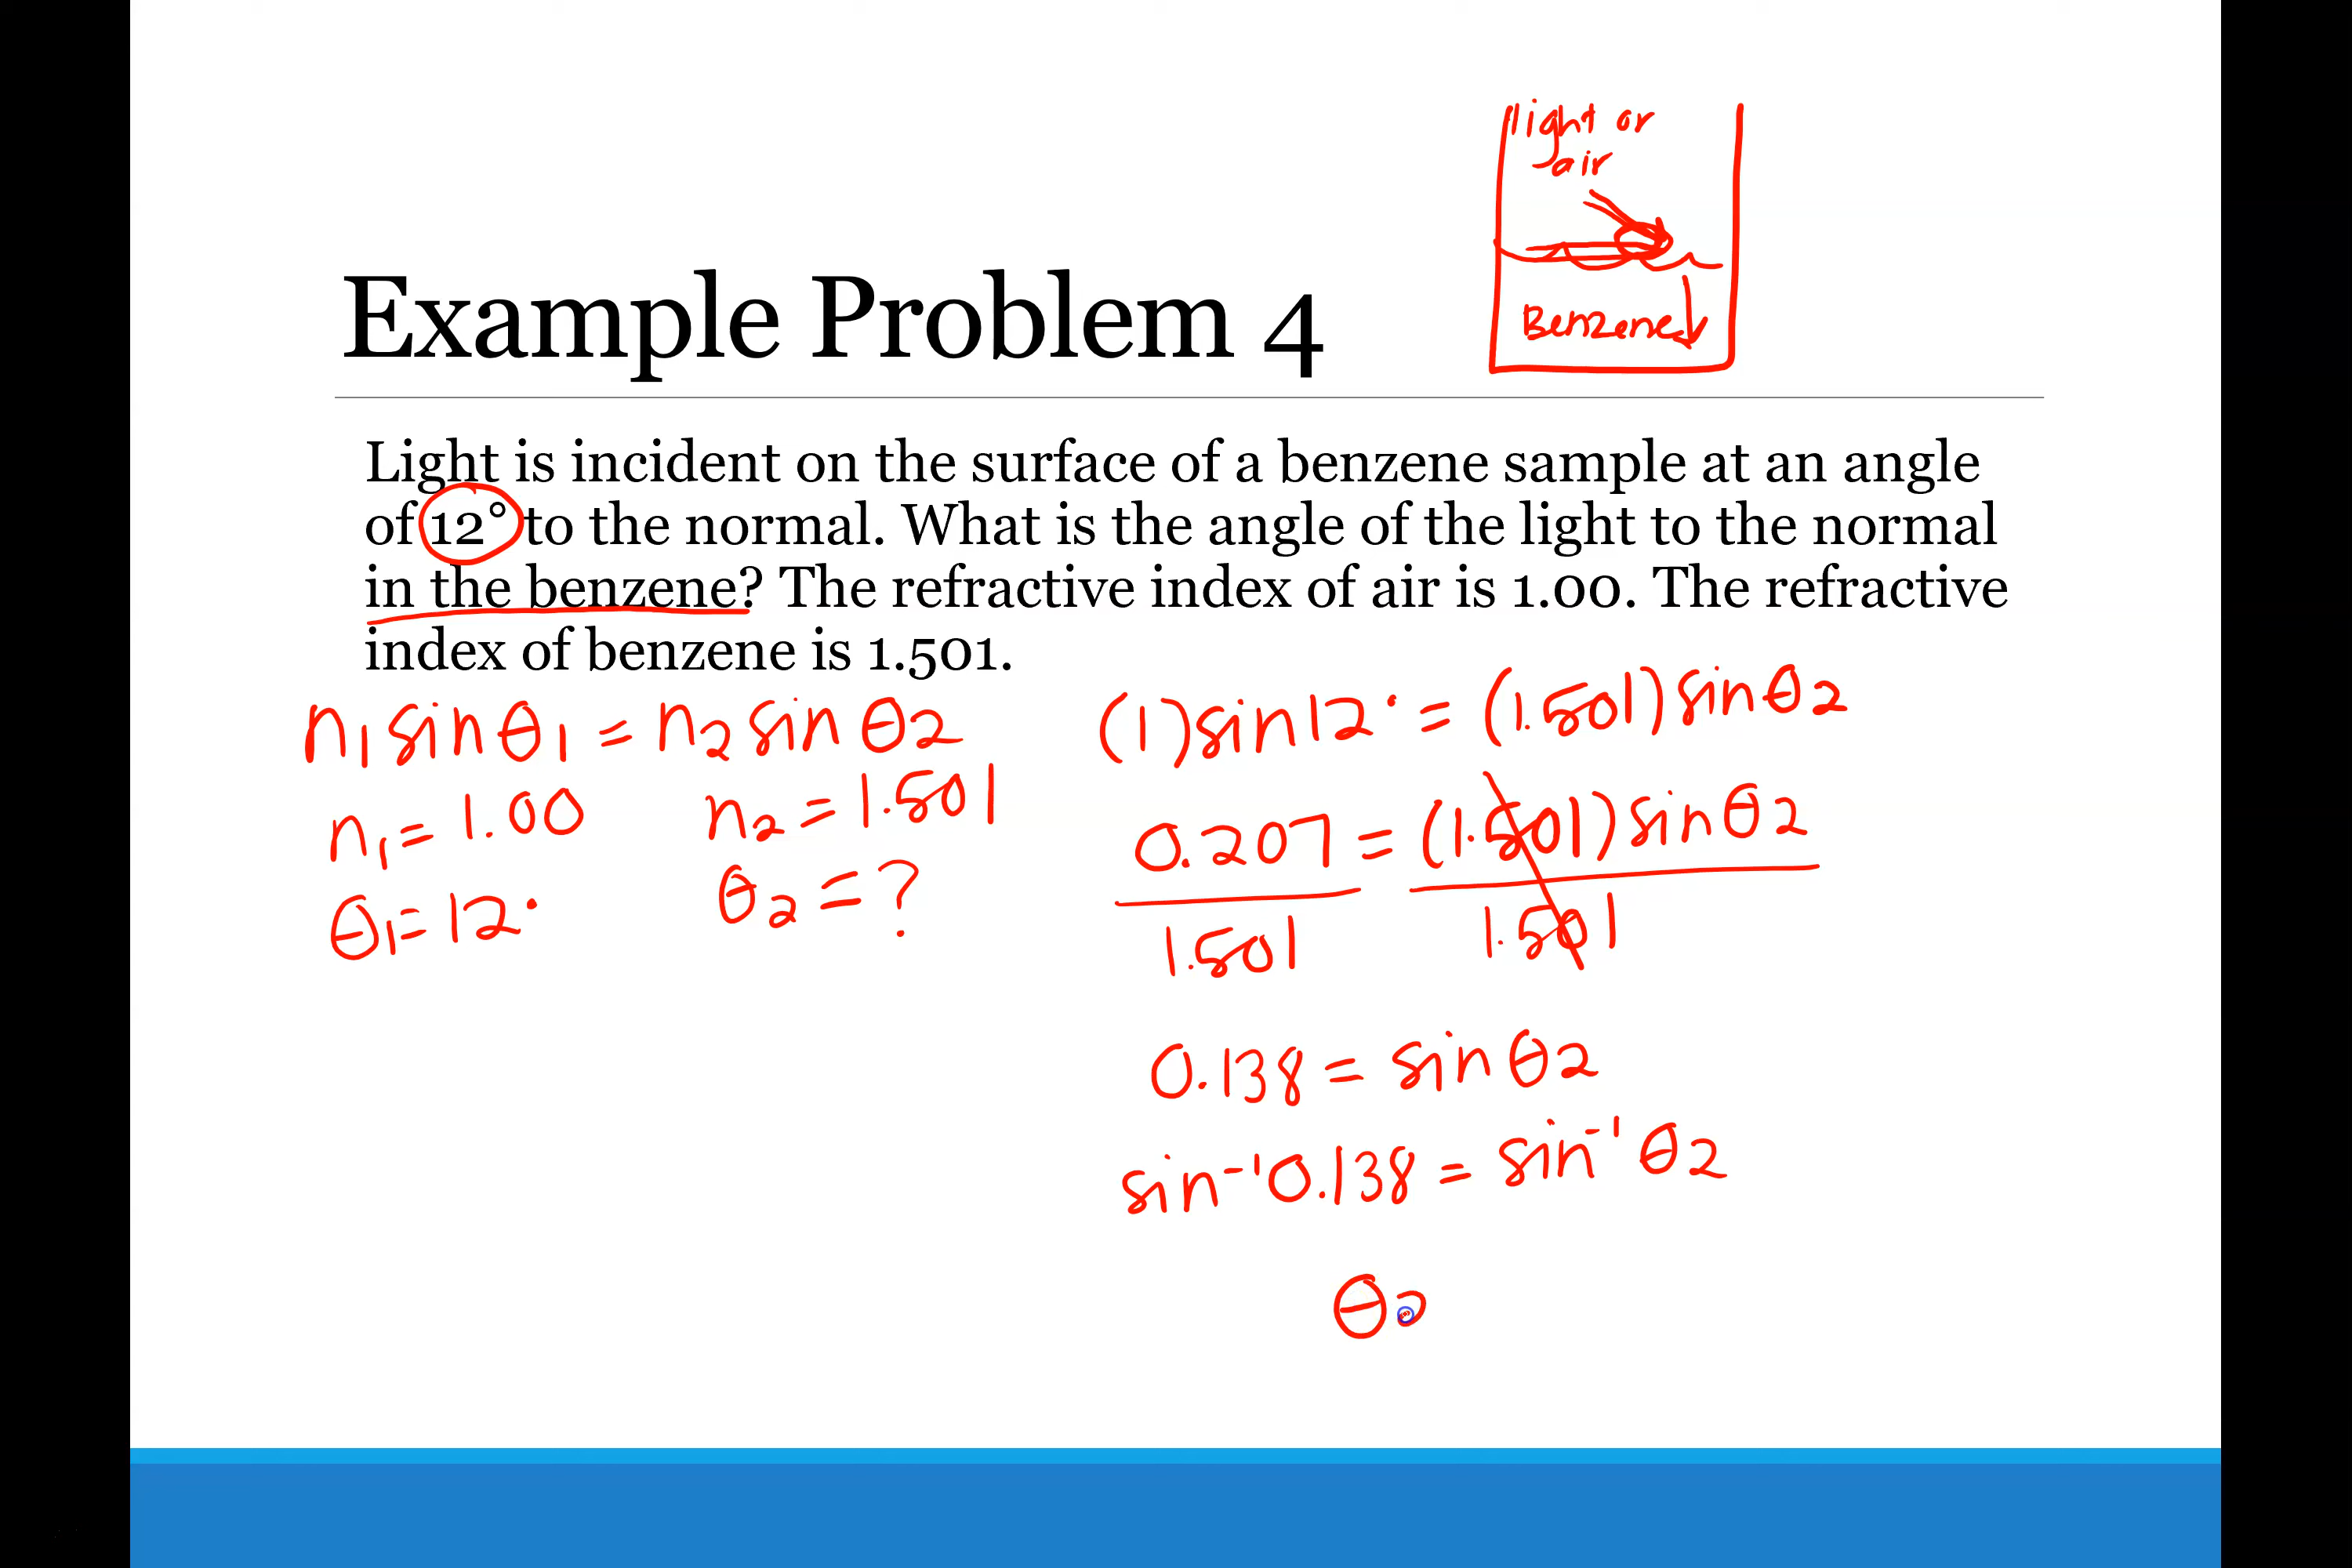 light or
air
Benzene
Example Problem 4
Light is incident on the surface of a benzene sample at an angle
of 12° to the normal. What is the angle of the light to the normal
in the benzene? The refractive index of air is 1.00. The refractive
index of benzene is 1.501.
n₁ sin θ₁ = n₂ sin θ₂
n₁ = 1.00
n₂ = 1.501
θ₁ = 12°
θ₂ = ?
(1) sin 12° = (1.501) sin θ₂
0.207 = (1.501) sin θ₂
1.501 1.501
0.138 = sin θ₂
sin⁻¹ 0.138 = sin⁻¹ θ₂
θ₂